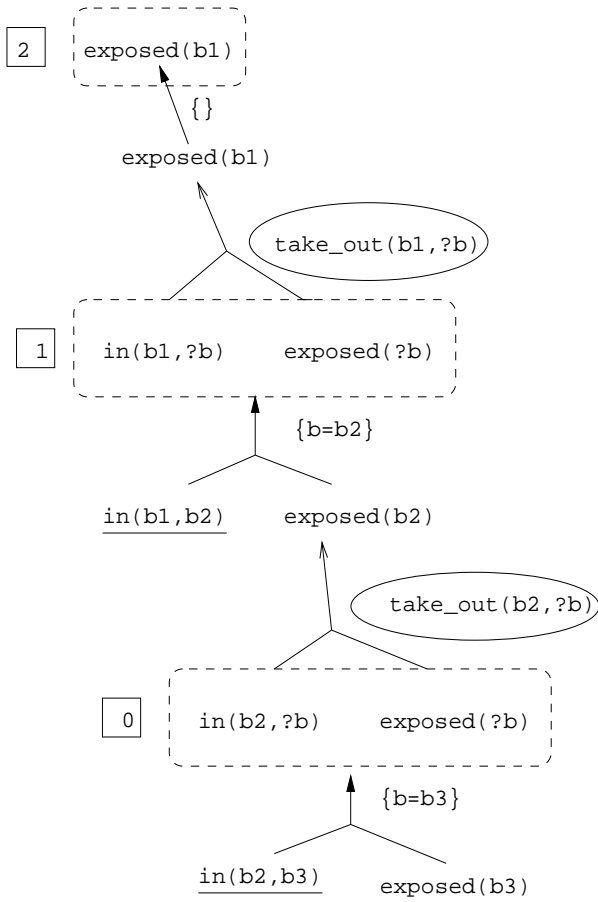 2 exposed(b1)
{}
exposed(b1)
take_out(b1,?b)
1 in(b1,?b) exposed(?b)
{b=b2}
in(b1,b2) exposed(b2)
take_out(b2,?b)
0 in(b2,?b) exposed(?b)
{b=b3}
in(b2,b3) exposed(b3)